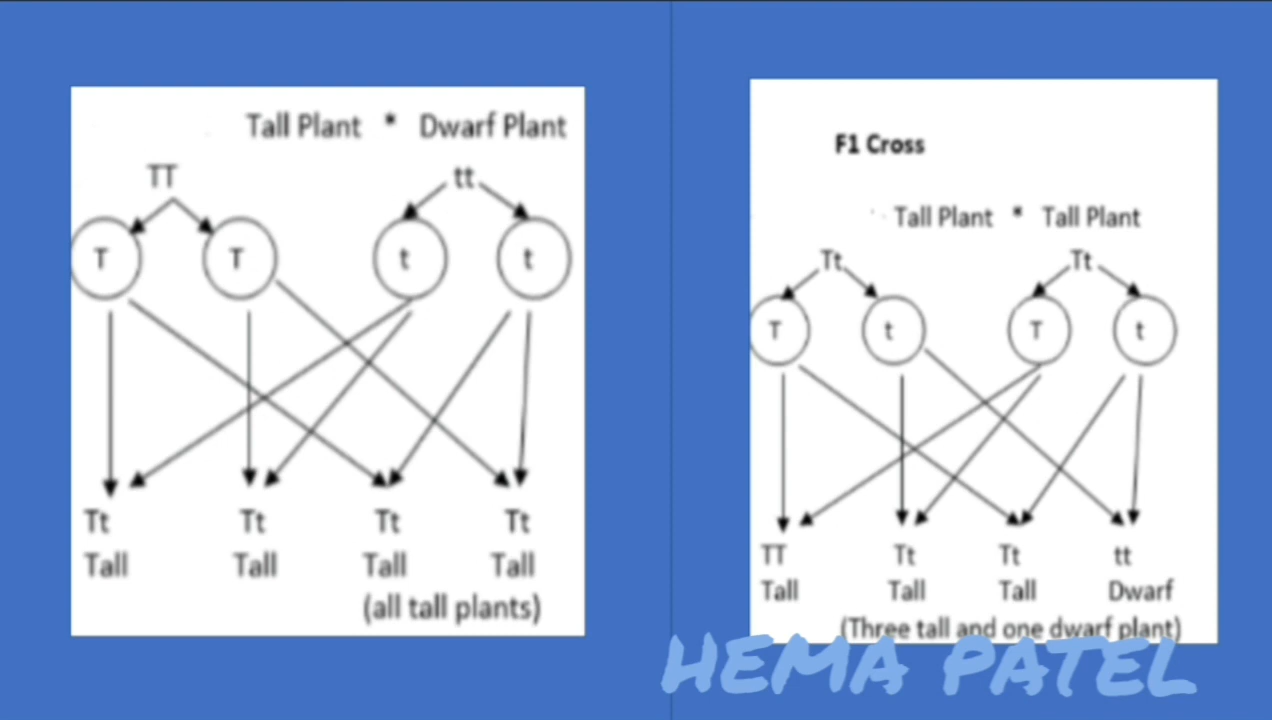 Tall Plant * Dwarf Plant
TT tt
T T t t
Tt Tt Tt Tt
Tall Tall Tall Tall
(all tall plants)
F1 Cross
Tall Plant * Tall Plant
Tt Tt
T t T t
TT Tt Tt tt
Tall Tall Tall Dwarf
(Three tall and one dwarf plant)
HEMA PATEL